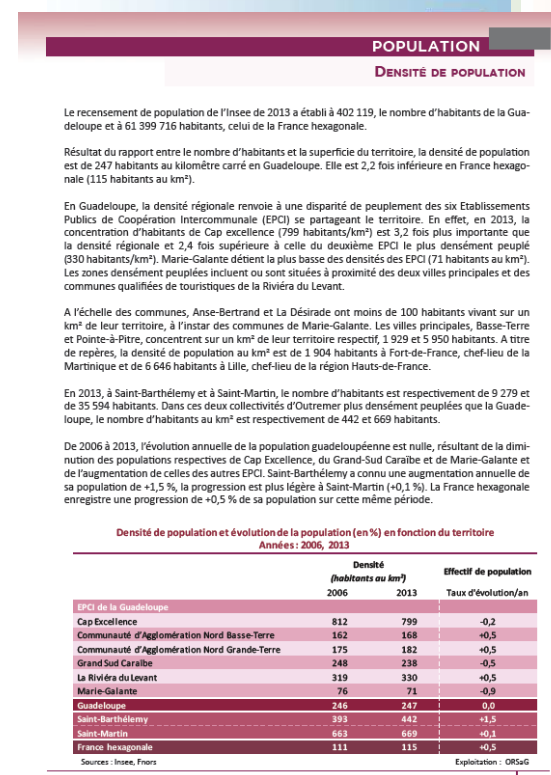 POPULATION
DENSITÉ DE POPULATION
Le recensement de population de l'Insee de 2013 a établi à 402 119, le nombre d'habitants de la Gua-
deloupe et à 61 399 716 habitants, celui de la France hexagonale.
Résultat du rapport entre le nombre d'habitants et la superficie du territoire, la densité de population
est de 247 habitants au kilomètre carré en Guadeloupe. Elle est 2,2 fois inférieure en France hexago-
nale (115 habitants au km²).
En Guadeloupe, la densité régionale renvoie à une disparité de peuplement des six Etablissements
Publics de Coopération Intercommunale (EPCI) se partageant le territoire. En effet, en 2013, la
concentration d'habitants de Cap excellence (799 habitants/km²) est 3,2 fois plus importante que
la densité régionale et 2,4 fois supérieure à celle du deuxième EPCI le plus densément peuplé
(330 habitants/km²). Marie-Galante détient la plus basse des densités des EPCI (71 habitants au km²).
Les zones densément peuplées incluent ou sont situées à proximité des deux villes principales et des
communes qualifiées de touristiques de la Riviéra du Levant.
A l'échelle des communes, Anse-Bertrand et La Désirade ont moins de 100 habitants vivant sur un
km² de leur territoire, à l'instar des communes de Marie-Galante. Les villes principales, Basse-Terre
et Pointe-à-Pitre, concentrent sur un km² de leur territoire respectif, 1 929 et 5 950 habitants. A titre
de repères, la densité de population au km² est de 1 904 habitants à Fort-de-France, chef-lieu de la
Martinique et de 6 646 habitants à Lille, chef-lieu de la région Hauts-de-France.
En 2013, à Saint-Barthélemy et à Saint-Martin, le nombre d'habitants est respectivement de 9 279 et
de 35 594 habitants. Dans ces deux collectivités d'Outremer plus densément peuplées que la Guade-
loupe, le nombre d'habitants au km² est respectivement de 442 et 669 habitants.
De 2006 à 2013, l'évolution annuelle de la population guadeloupéenne est nulle, résultant de la dimi-
nution des populations respectives de Cap Excellence, du Grand-Sud Caraïbe et de Marie-Galante et
de l'augmentation de celles des autres EPCI. Saint-Barthélemy a connu une augmentation annuelle de
sa population de +1,5 %, la progression est plus légère à Saint-Martin (+0,1 %). La France hexagonale
enregistre une progression de +0,5 % de sa population sur cette même période.
Densité de population et évolution de la population (en %) en fonction du territoire
Années : 2006, 2013
Densité
(habitants au km²)
Effectif de population
2006 2013 Taux d'évolution/an
EPCI de la Guadeloupe
Cap Excellence 812 799 -0,2
Communauté d'Agglomération Nord Basse-Terre 162 168 +0,5
Communauté d'Agglomération Nord Grande-Terre 175 182 +0,5
Grand Sud Caraïbe 248 238 -0,5
La Riviéra du Levant 319 330 +0,5
Marie-Galante 76 71 -0,9
Guadeloupe 246 247 0,0
Saint-Barthélemy 393 442 +1,5
Saint-Martin 663 669 +0,1
France hexagonale 111 115 +0,5
Sources : Insee, Fnors Exploitation : ORSaG